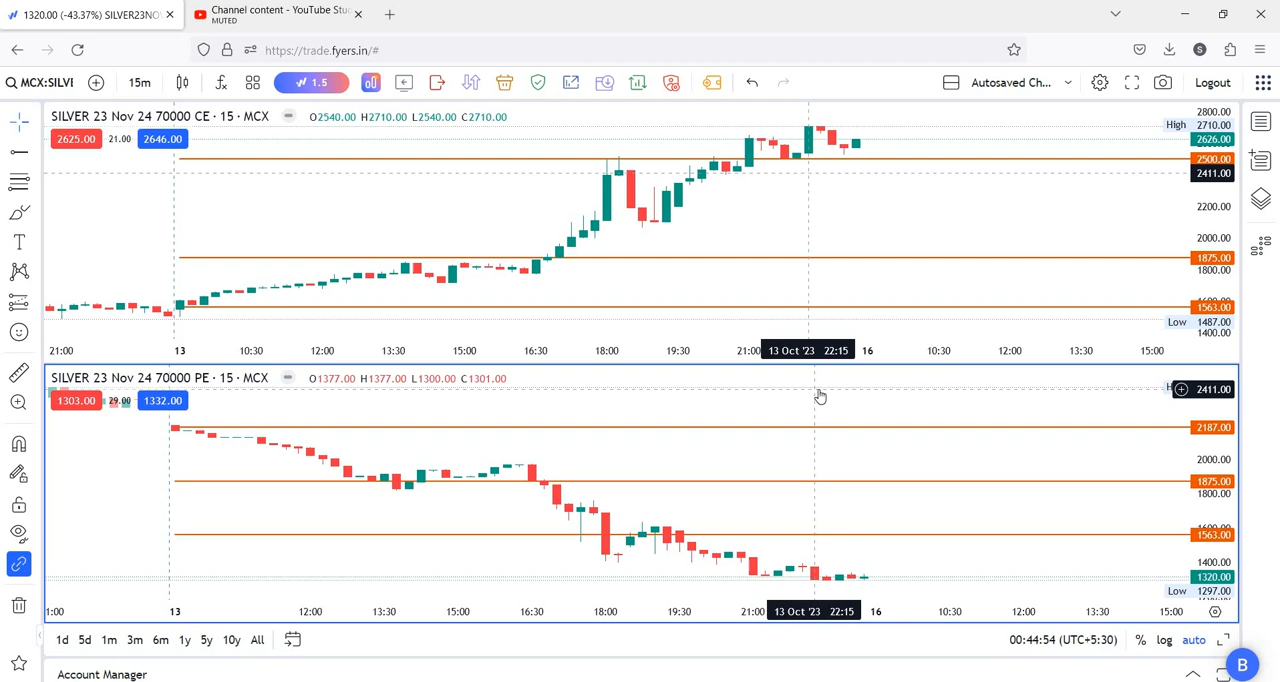 1320.00 (-43.37%) SILVER23NO
Channel content - YouTube Stu
MUTED
https://trade.fyers.in/#
MCX:SILVE
15m
1.5
Autosaved Ch...
Logout
SILVER 23 Nov 24 70000 CE · 15 · MCX O2540.00 H2710.00 L2540.00 C2710.00
2625.00 21.00 2646.00
2800.00
High 2710.00
2626.00
2500.00
2411.00
2200.00
2000.00
1875.00
1800.00
1563.00
Low 1487.00
1400.00
21:00 13 10:30 12:00 13:30 15:00 16:30 18:00 19:30 21:00 13 Oct '23 22:15 16 10:30 12:00 13:30 15:00
SILVER 23 Nov 24 70000 PE · 15 · MCX O1377.00 H1377.00 L1300.00 C1301.00
1303.00 29.00 1332.00
2411.00
2187.00
2000.00
1875.00
1800.00
1563.00
1400.00
1320.00
Low 1297.00
1:00 13 12:00 13:30 15:00 16:30 18:00 19:30 21:00 13 Oct '23 22:15 16 10:30 12:00 13:30 15:00
1d 5d 1m 3m 6m 1y 5y 10y All
00:44:54 (UTC+5:30) % log auto
Account Manager
B